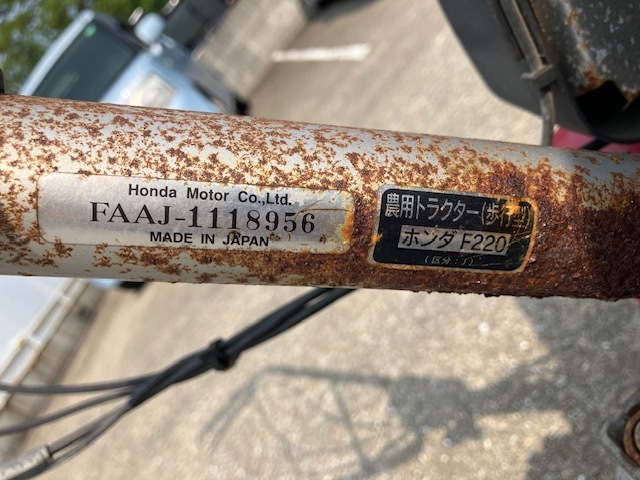 Honda Motor Co.,Ltd.
FAAJ-1118956
MADE IN JAPAN
農用トラクター(歩行型)
ホンダ F220